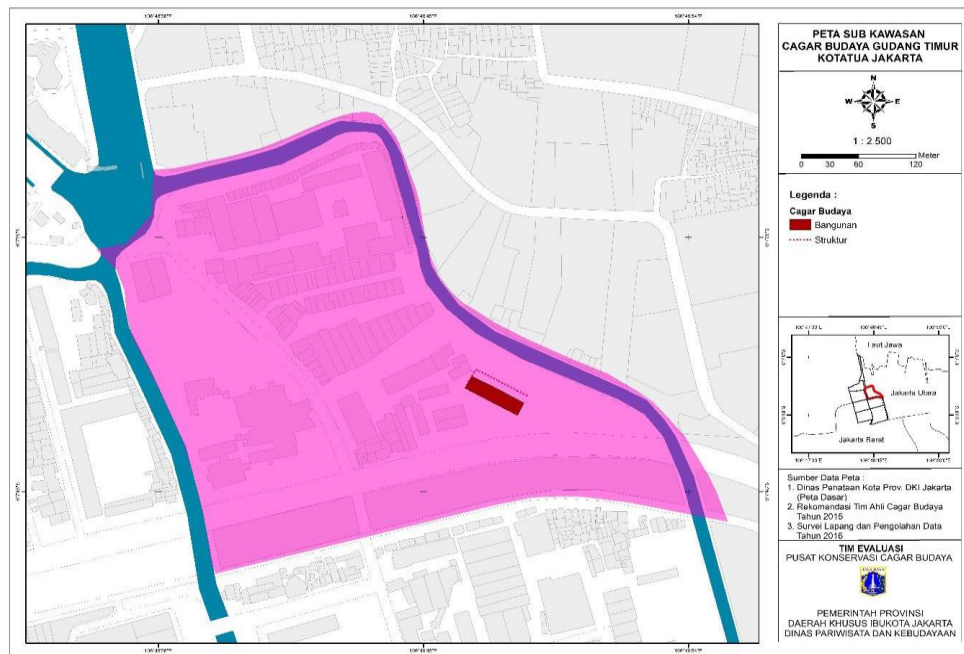 PETA SUB KAWASAN
CAGAR BUDAYA GUDANG TIMUR
KOTATUA JAKARTA
N
W
E
S
1 : 2.500
Meter
0
30
60
120
Legenda :
Cagar Budaya
Bangunan
Struktur
Laut Jawa
Jakarta Utara
Jakarta Barat
Sumber Data Peta :
1. Dinas Penataan Kota Prov. DKI Jakarta
(Peta Dasar)
2. Rekomendasi Tim Ahli Cagar Budaya
Tahun 2015
3. Survei Lapang dan Pengolahan Data
Tahun 2016
TIM EVALUASI
PUSAT KONSERVASI CAGAR BUDAYA
PEMERINTAH PROVINSI
DAERAH KHUSUS IBUKOTA JAKARTA
DINAS PARIWISATA DAN KEBUDAYAAN